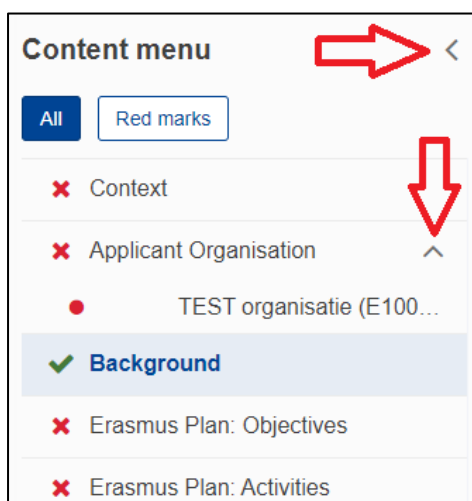 Content menu
All
Red marks
Context
Applicant Organisation
TEST organisatie (E100...
Background
Erasmus Plan: Objectives
Erasmus Plan: Activities